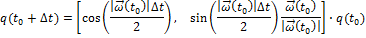 q(t₀ + Δt) = [cos(|ω⃗(t₀)|Δt / 2), sin(|ω⃗(t₀)|Δt / 2) ω⃗(t₀) / |ω⃗(t₀)|] · q(t₀)